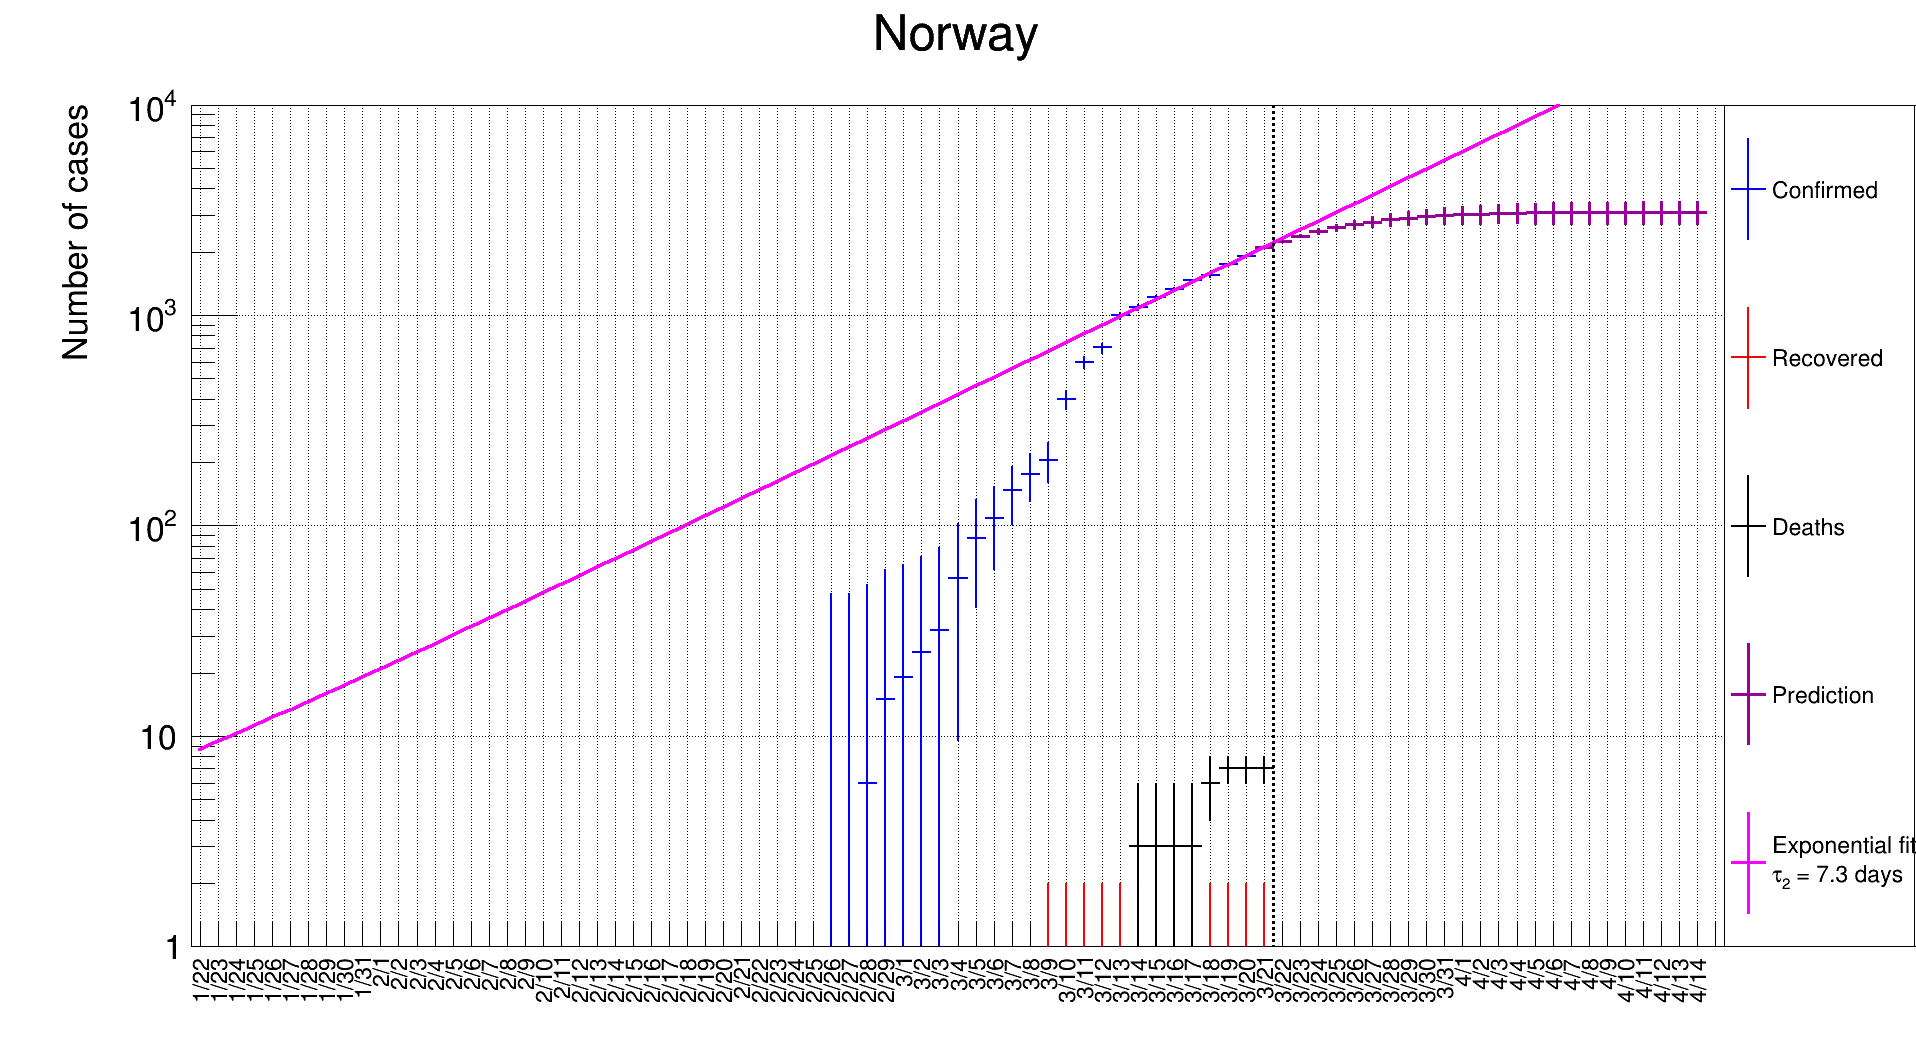 Norway
Number of cases
10⁴
10³
10²
10
1
1/22 1/23 1/24 1/25 1/26 1/27 1/28 1/29 1/30 1/31 2/1 2/2 2/3 2/4 2/5 2/6 2/7 2/8 2/9 2/10 2/11 2/12 2/13 2/14 2/15 2/16 2/17 2/18 2/19 2/20 2/21 2/22 2/23 2/24 2/25 2/26 2/27 2/28 2/29 3/1 3/2 3/3 3/4 3/5 3/6 3/7 3/8 3/9 3/10 3/11 3/12 3/13 3/14 3/15 3/16 3/17 3/18 3/19 3/20 3/21 3/22 3/23 3/24 3/25 3/26 3/27 3/28 3/29 3/30 3/31 4/1 4/2 4/3 4/4 4/5 4/6 4/7 4/8 4/9 4/10 4/11 4/12 4/13 4/14
Confirmed
Recovered
Deaths
Prediction
Exponential fit
τ₂ = 7.3 days